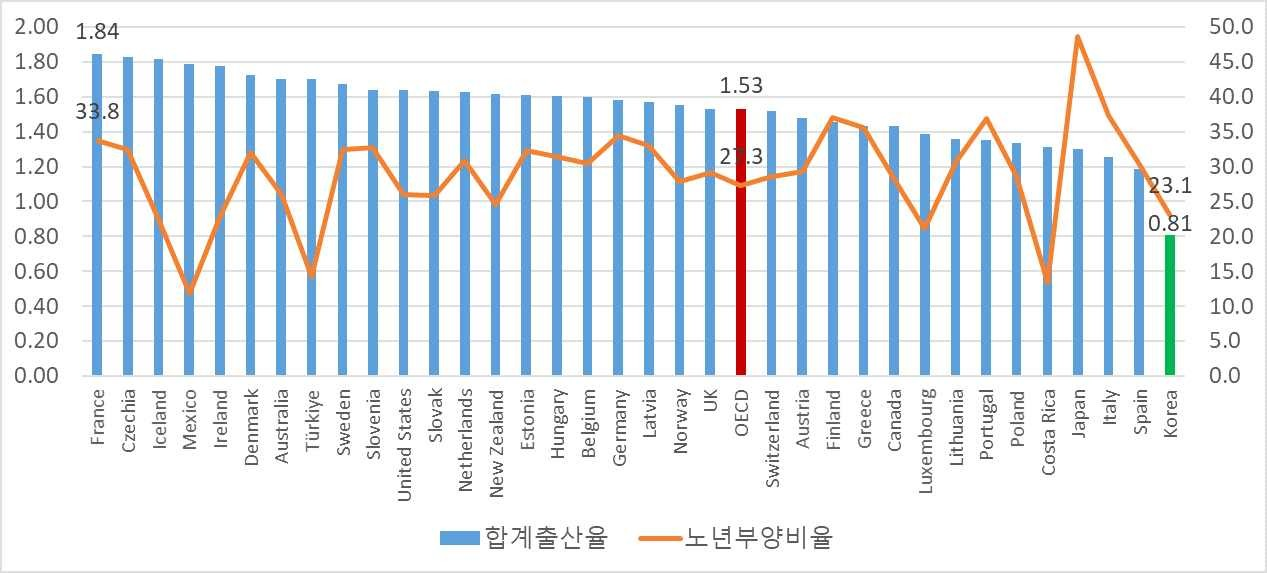 2.00
1.80
1.60
1.40
1.20
1.00
0.80
0.60
0.40
0.20
0.00
50.0
45.0
40.0
35.0
30.0
25.0
20.0
15.0
10.0
5.0
0.0
1.84
33.8
1.53
27.3
23.1
0.81
France
Czechia
Iceland
Mexico
Ireland
Denmark
Australia
Türkiye
Sweden
Slovenia
United States
Slovak
Netherlands
New Zealand
Estonia
Hungary
Belgium
Germany
Latvia
Norway
UK
OECD
Switzerland
Austria
Finland
Greece
Canada
Luxembourg
Lithuania
Portugal
Poland
Costa Rica
Japan
Italy
Spain
Korea
합계출산율
노년부양비율